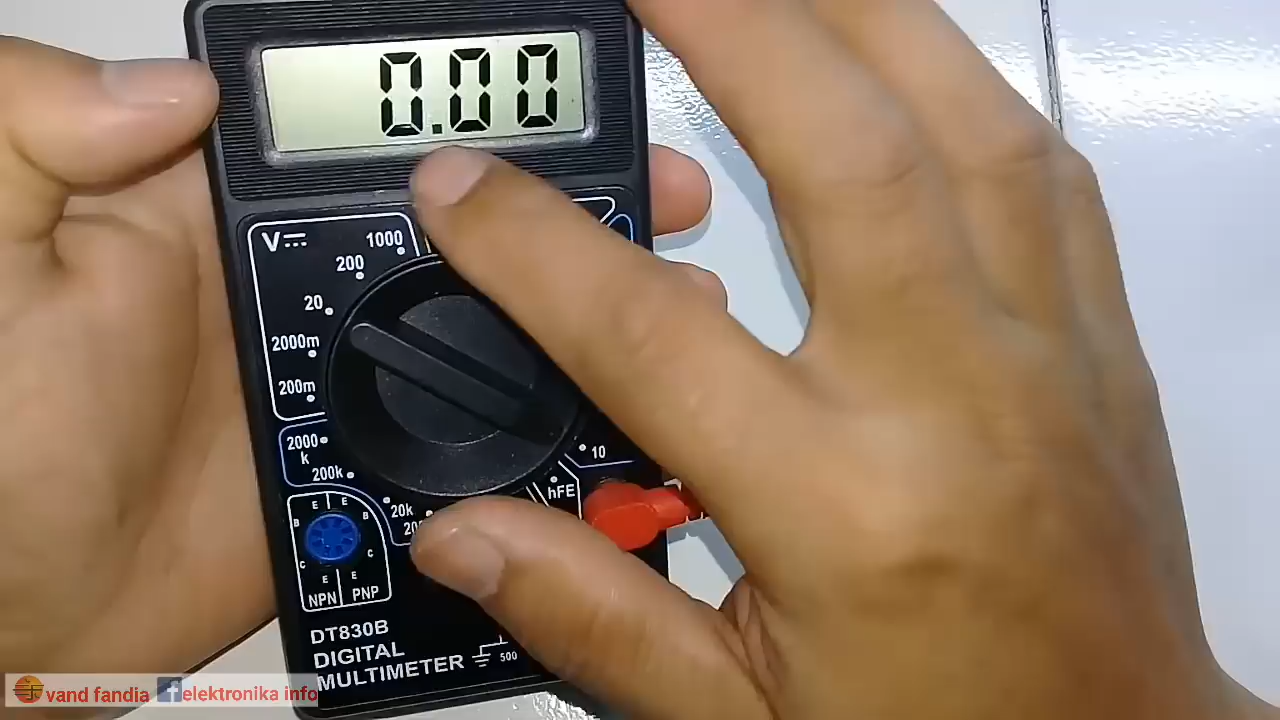 0.00
V
1000
200
20
2000m
200m
2000
k
200k
20k
10
hFE
E E
B B
C C
E E
NPN PNP
DT830B
DIGITAL
MULTIMETER
500
vand fandia elektronika info